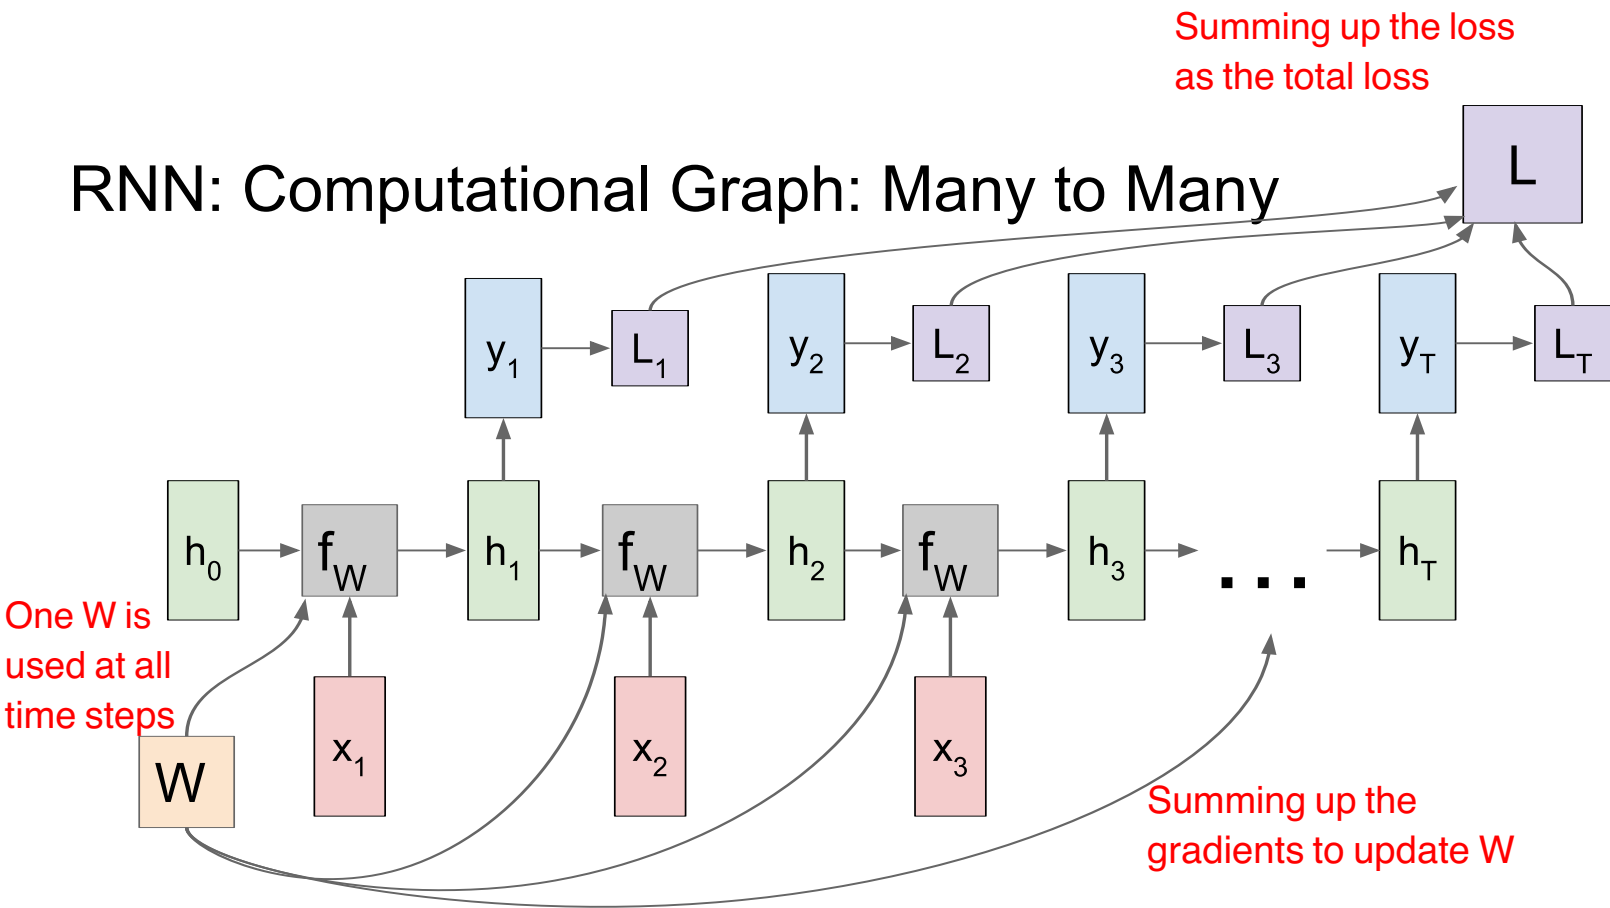 Summing up the loss
as the total loss
L
RNN: Computational Graph: Many to Many
y1 L1 y2 L2 y3 L3 yT LT
h0 fW h1 fW h2 fW h3 ... hT
One W is
used at all
time steps
W
x1 x2 x3
Summing up the
gradients to update W